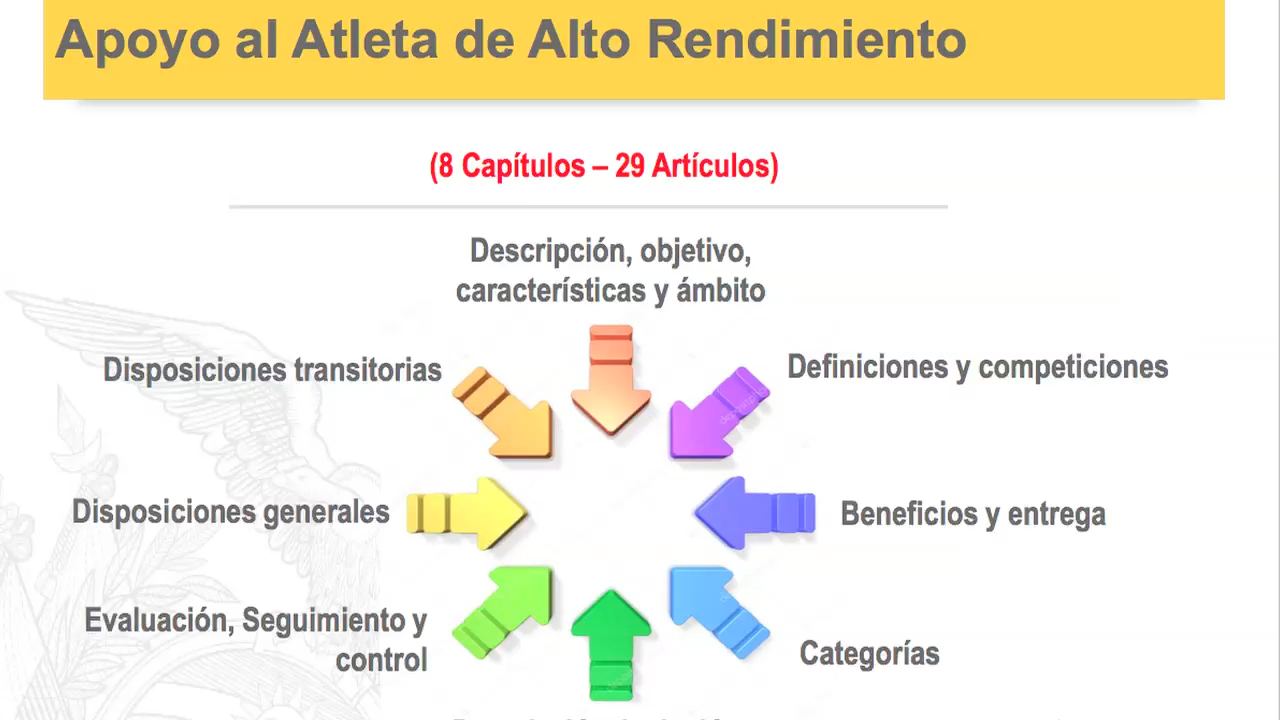 Apoyo al Atleta de Alto Rendimiento
(8 Capítulos – 29 Artículos)
Descripción, objetivo,
características y ámbito
Disposiciones transitorias
Definiciones y competiciones
Disposiciones generales
Beneficios y entrega
Evaluación, Seguimiento y
control
Categorías